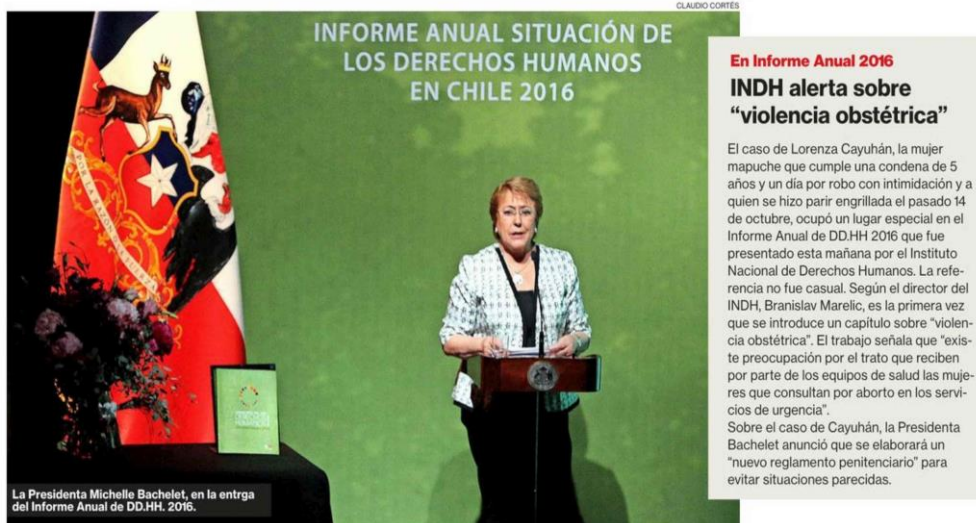 CLAUDIO CORTÉS
INFORME ANUAL SITUACIÓN DE
LOS DERECHOS HUMANOS
EN CHILE 2016
POR LA RAZON O LA FUERZA
La Presidenta Michelle Bachelet, en la entrga
del Informe Anual de DD.HH. 2016.
En Informe Anual 2016
INDH alerta sobre
“violencia obstétrica”
El caso de Lorenza Cayuhán, la mujer
mapuche que cumple una condena de 5
años y un día por robo con intimidación y a
quien se hizo parir engrillada el pasado 14
de octubre, ocupó un lugar especial en el
Informe Anual de DD.HH 2016 que fue
presentado esta mañana por el Instituto
Nacional de Derechos Humanos. La refe-
rencia no fue casual. Según el director del
INDH, Branislav Marelic, es la primera vez
que se introduce un capítulo sobre “violen-
cia obstétrica”. El trabajo señala que “exis-
te preocupación por el trato que reciben
por parte de los equipos de salud las muje-
res que consultan por aborto en los servi-
cios de urgencia”.
Sobre el caso de Cayuhán, la Presidenta
Bachelet anunció que se elaborará un
“nuevo reglamento penitenciario” para
evitar situaciones parecidas.